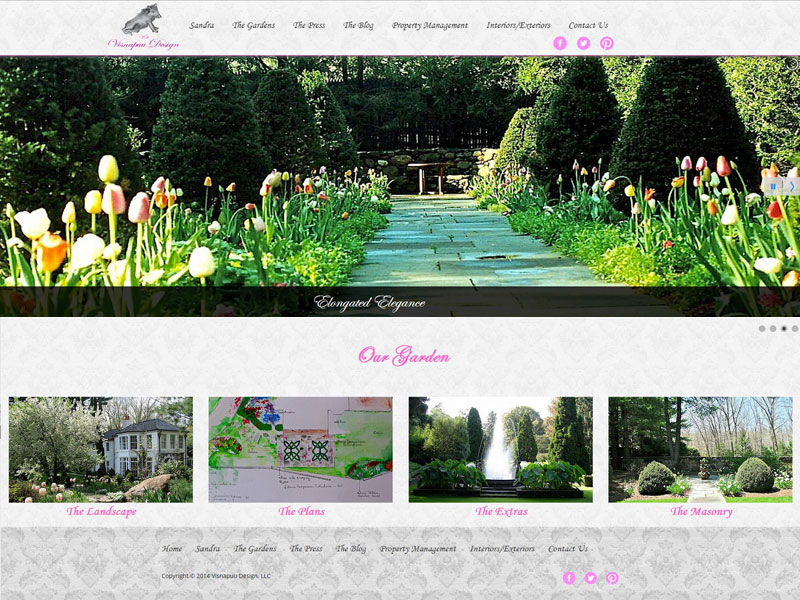 Sandra The Gardens The Press The Blog Property Management Interiors/Exteriors Contact Us
Visnapuu Design
Elongated Elegance
Our Garden
The Landscape The Plans The Extras The Masonry
Home Sandra The Gardens The Press The Blog Property Management Interiors/Exteriors Contact Us
Copyright © 2014 Visnapuu Design, LLC